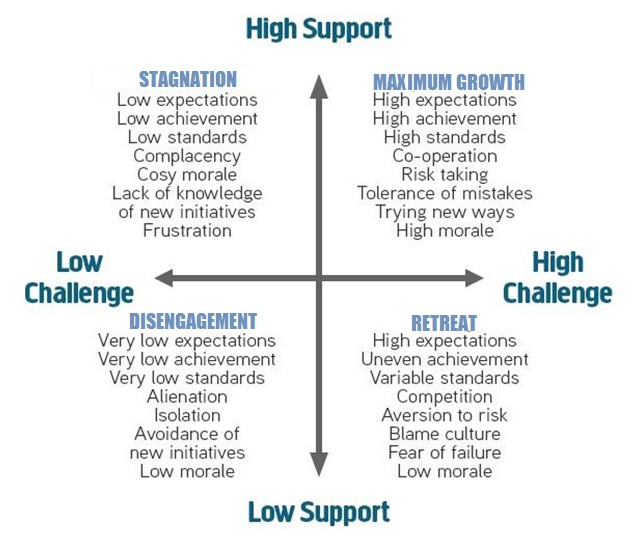 High Support
STAGNATION
Low expectations
Low achievement
Low standards
Complacency
Cosy morale
Lack of knowledge
of new initiatives
Frustration
MAXIMUM GROWTH
High expectations
High achievement
High standards
Co-operation
Risk taking
Tolerance of mistakes
Trying new ways
High morale
Low
Challenge
High
Challenge
DISENGAGEMENT
Very low expectations
Very low achievement
Very low standards
Alienation
Isolation
Avoidance of
new initiatives
Low morale
RETREAT
High expectations
Uneven achievement
Variable standards
Competition
Aversion to risk
Blame culture
Fear of failure
Low morale
Low Support